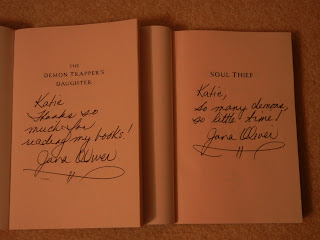 THE
DEMON TRAPPER'S
DAUGHTER
Katie
Thanks so
much for
reading my books!
Jana Oliver
SOUL THIEF
Katie,
So many demons,
so little time!
Jana Oliver